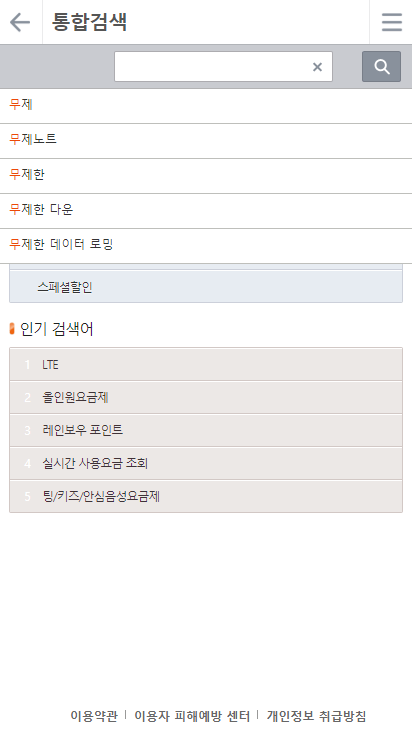 통합검색
무제
무제노트
무제한
무제한 다운
무제한 데이터 로밍
스페셜할인
인기 검색어
1 LTE
2 올인원요금제
3 레인보우 포인트
4 실시간 사용요금 조회
5 팅/키즈/안심음성요금제
이용약관 | 이용자 피해예방 센터 | 개인정보 취급방침